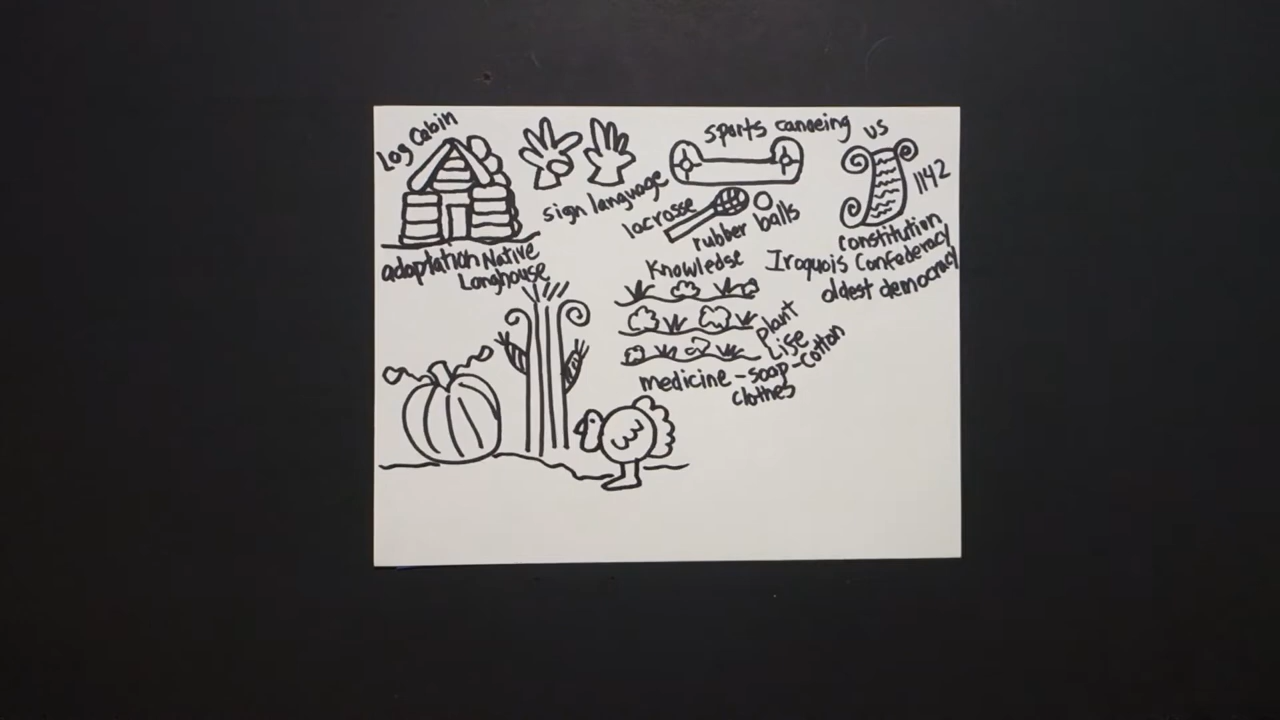 Log Cabin
adaptation Native
Longhouse
sign language
sports canoeing
lacrosse
rubber balls
US
1142
constitution
Iroquois Confederacy
oldest democracy
Knowledge
plant
Life
medicine - soap - cotton
clothes